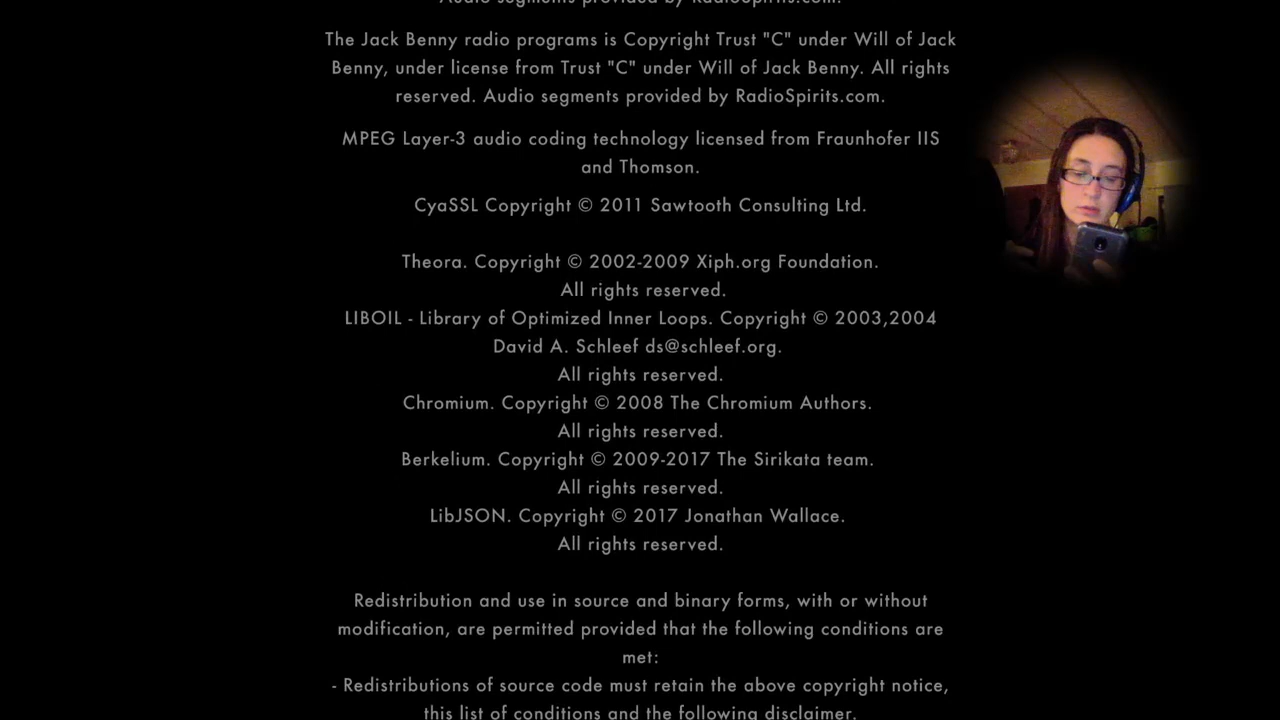 Audio segments provided by RadioSpirits.com.
The Jack Benny radio programs is Copyright Trust "C" under Will of Jack
Benny, under license from Trust "C" under Will of Jack Benny. All rights
reserved. Audio segments provided by RadioSpirits.com.
MPEG Layer-3 audio coding technology licensed from Fraunhofer IIS
and Thomson.
CyaSSL Copyright © 2011 Sawtooth Consulting Ltd.
Theora. Copyright © 2002-2009 Xiph.org Foundation.
All rights reserved.
LIBOIL - Library of Optimized Inner Loops. Copyright © 2003,2004
David A. Schleef ds@schleef.org.
All rights reserved.
Chromium. Copyright © 2008 The Chromium Authors.
All rights reserved.
Berkelium. Copyright © 2009-2017 The Sirikata team.
All rights reserved.
LibJSON. Copyright © 2017 Jonathan Wallace.
All rights reserved.
Redistribution and use in source and binary forms, with or without
modification, are permitted provided that the following conditions are
met:
- Redistributions of source code must retain the above copyright notice,
this list of conditions and the following disclaimer.